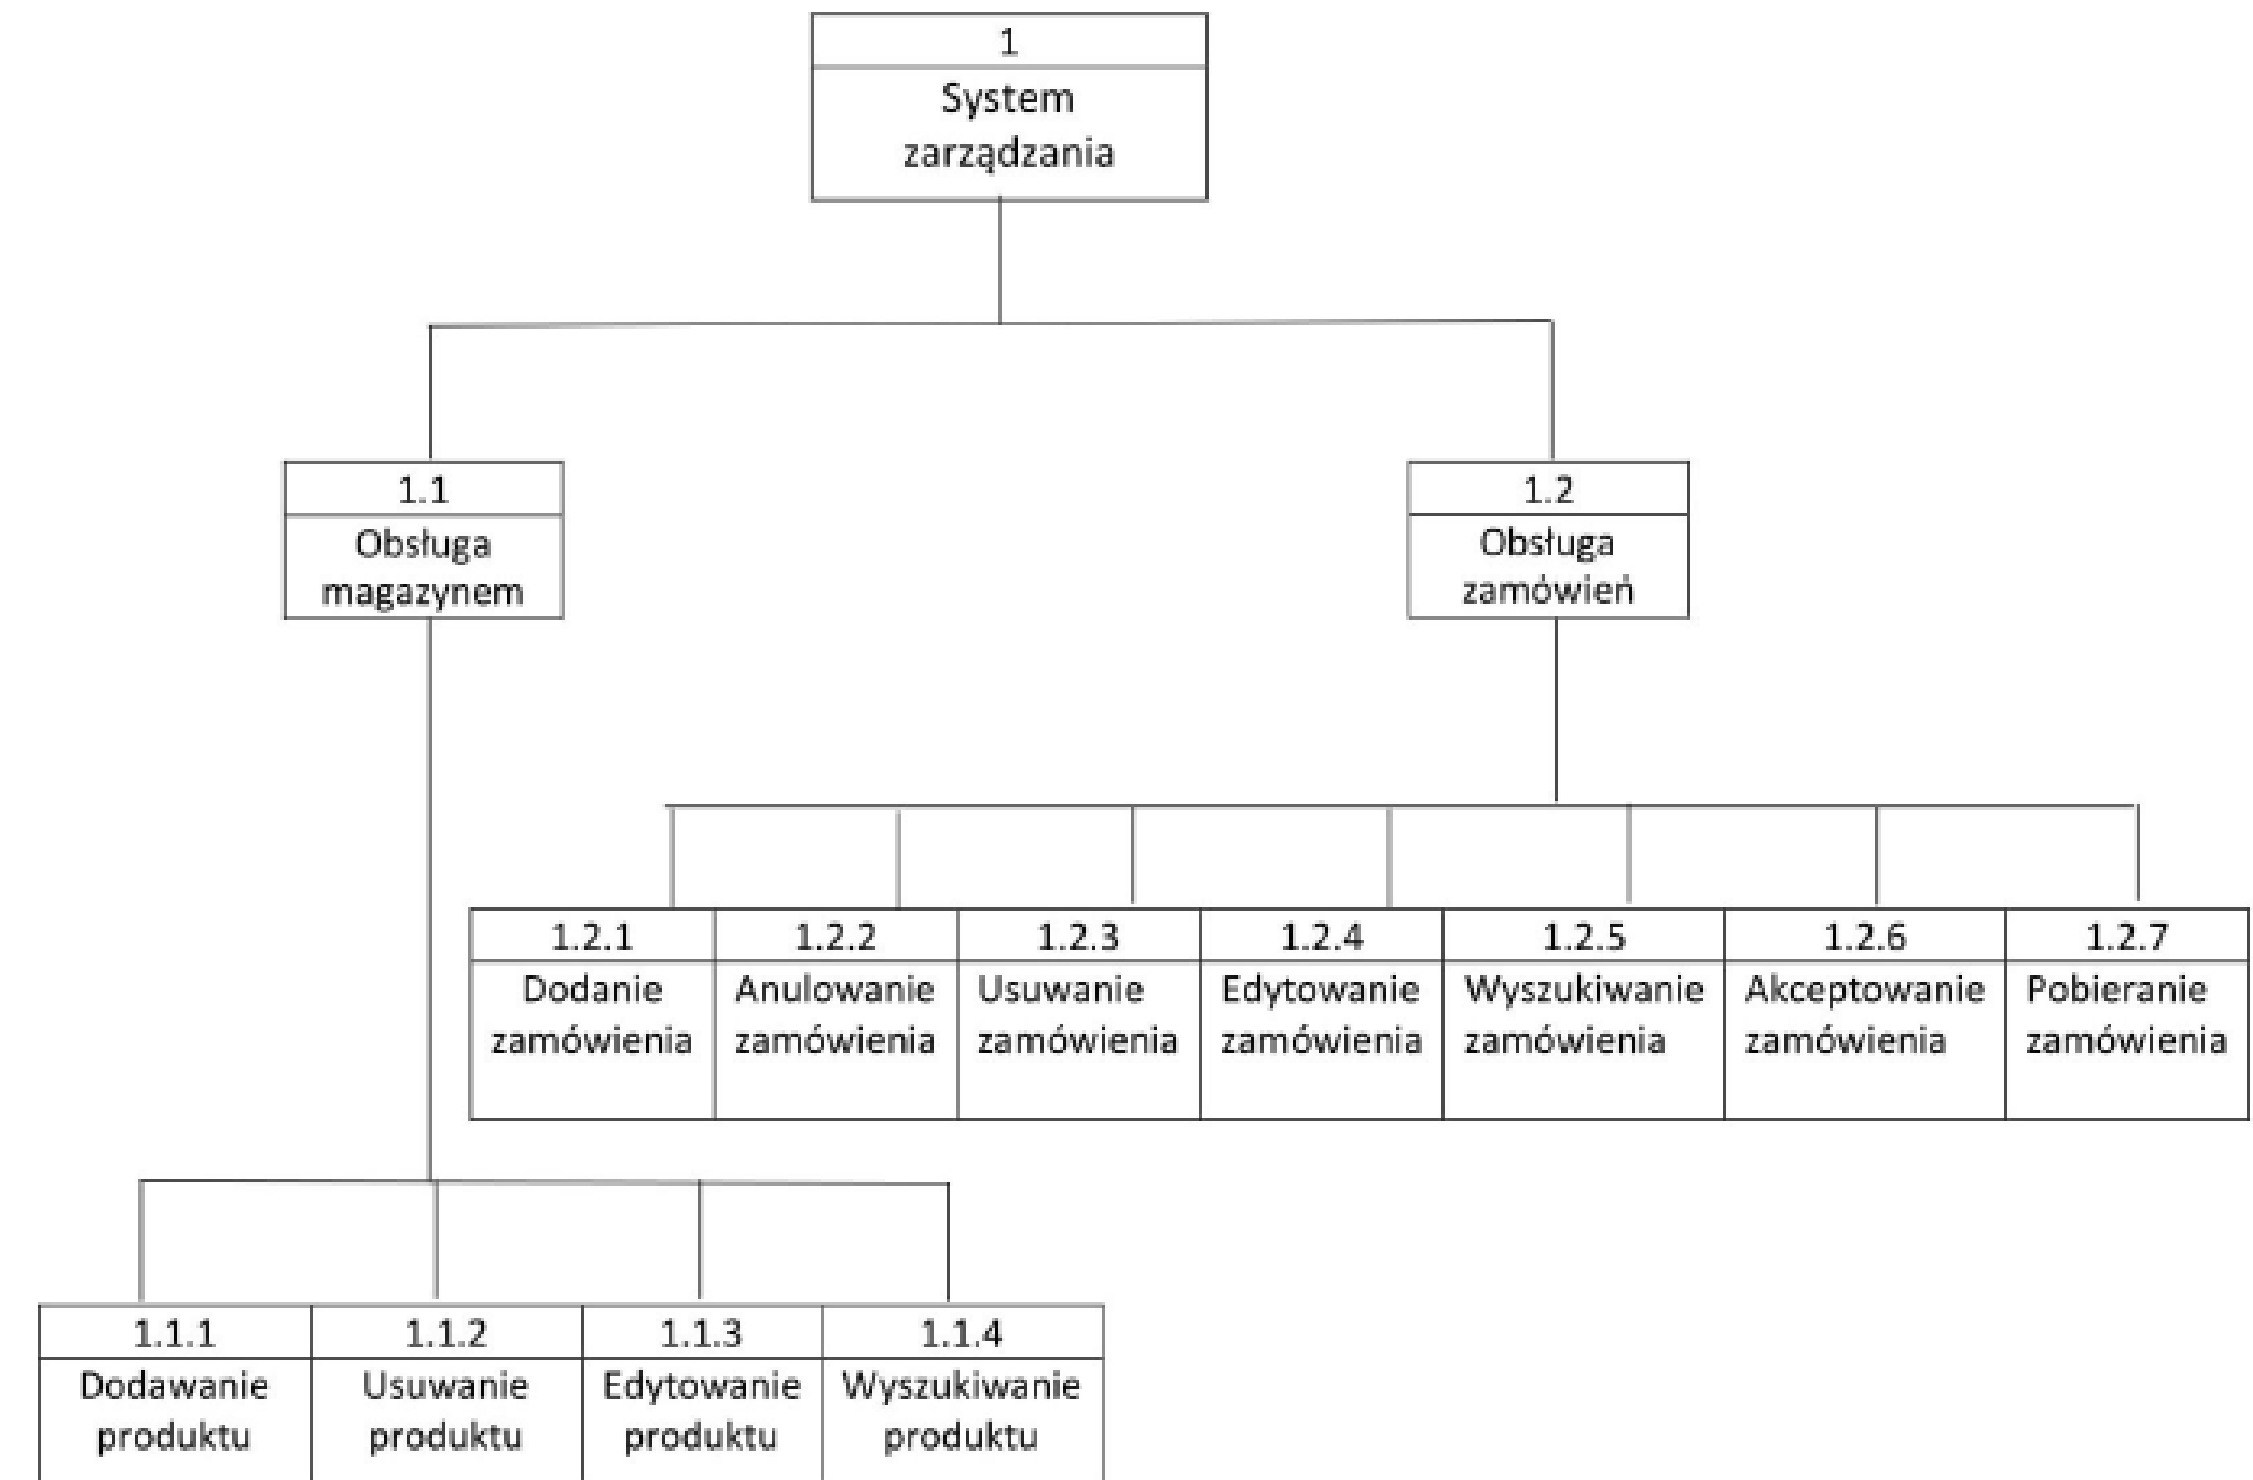 1
System
zarządzania
1.1
Obsługa
magazynem
1.2
Obsługa
zamówień
1.2.1
Dodanie
zamówienia
1.2.2
Anulowanie
zamówienia
1.2.3
Usuwanie
zamówienia
1.2.4
Edytowanie
zamówienia
1.2.5
Wyszukiwanie
zamówienia
1.2.6
Akceptowanie
zamówienia
1.2.7
Pobieranie
zamówienia
1.1.1
Dodawanie
produktu
1.1.2
Usuwanie
produktu
1.1.3
Edytowanie
produktu
1.1.4
Wyszukiwanie
produktu